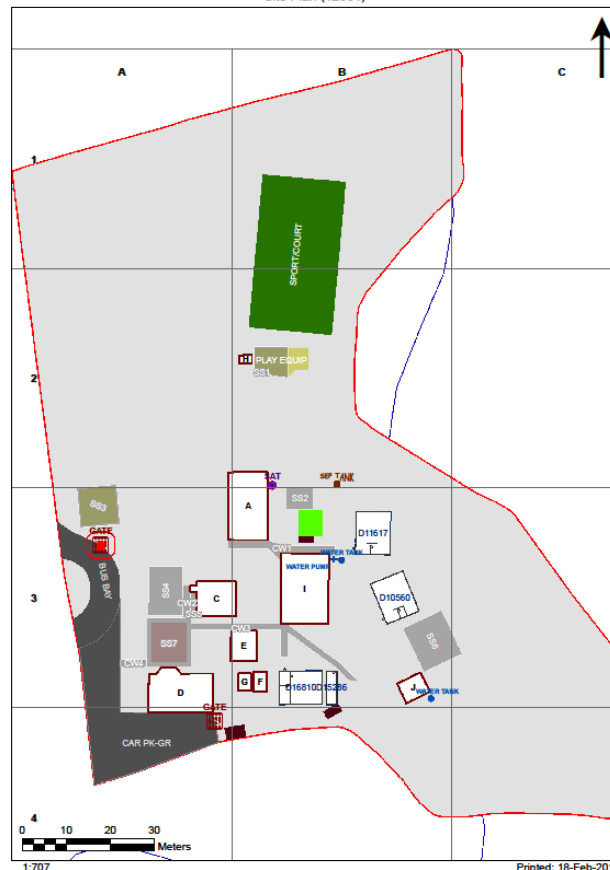 A
B
C
1
SPORT/COURT
H
PLAY EQUIP
SS1
2
SAT
SEP TANK
SS3
A
SS2
GATE
D11617
CW1
WATER TANK
WATER PUMP
BUS BAY
3
SS4
CW2
C
SS5
I
D10560
SS7
CW3
E
SS6
CW4
D
G
F
D16810
D15286
J
WATER TANK
GATE
CAR PK-GR
4
0 10 20 30
Meters
1:707